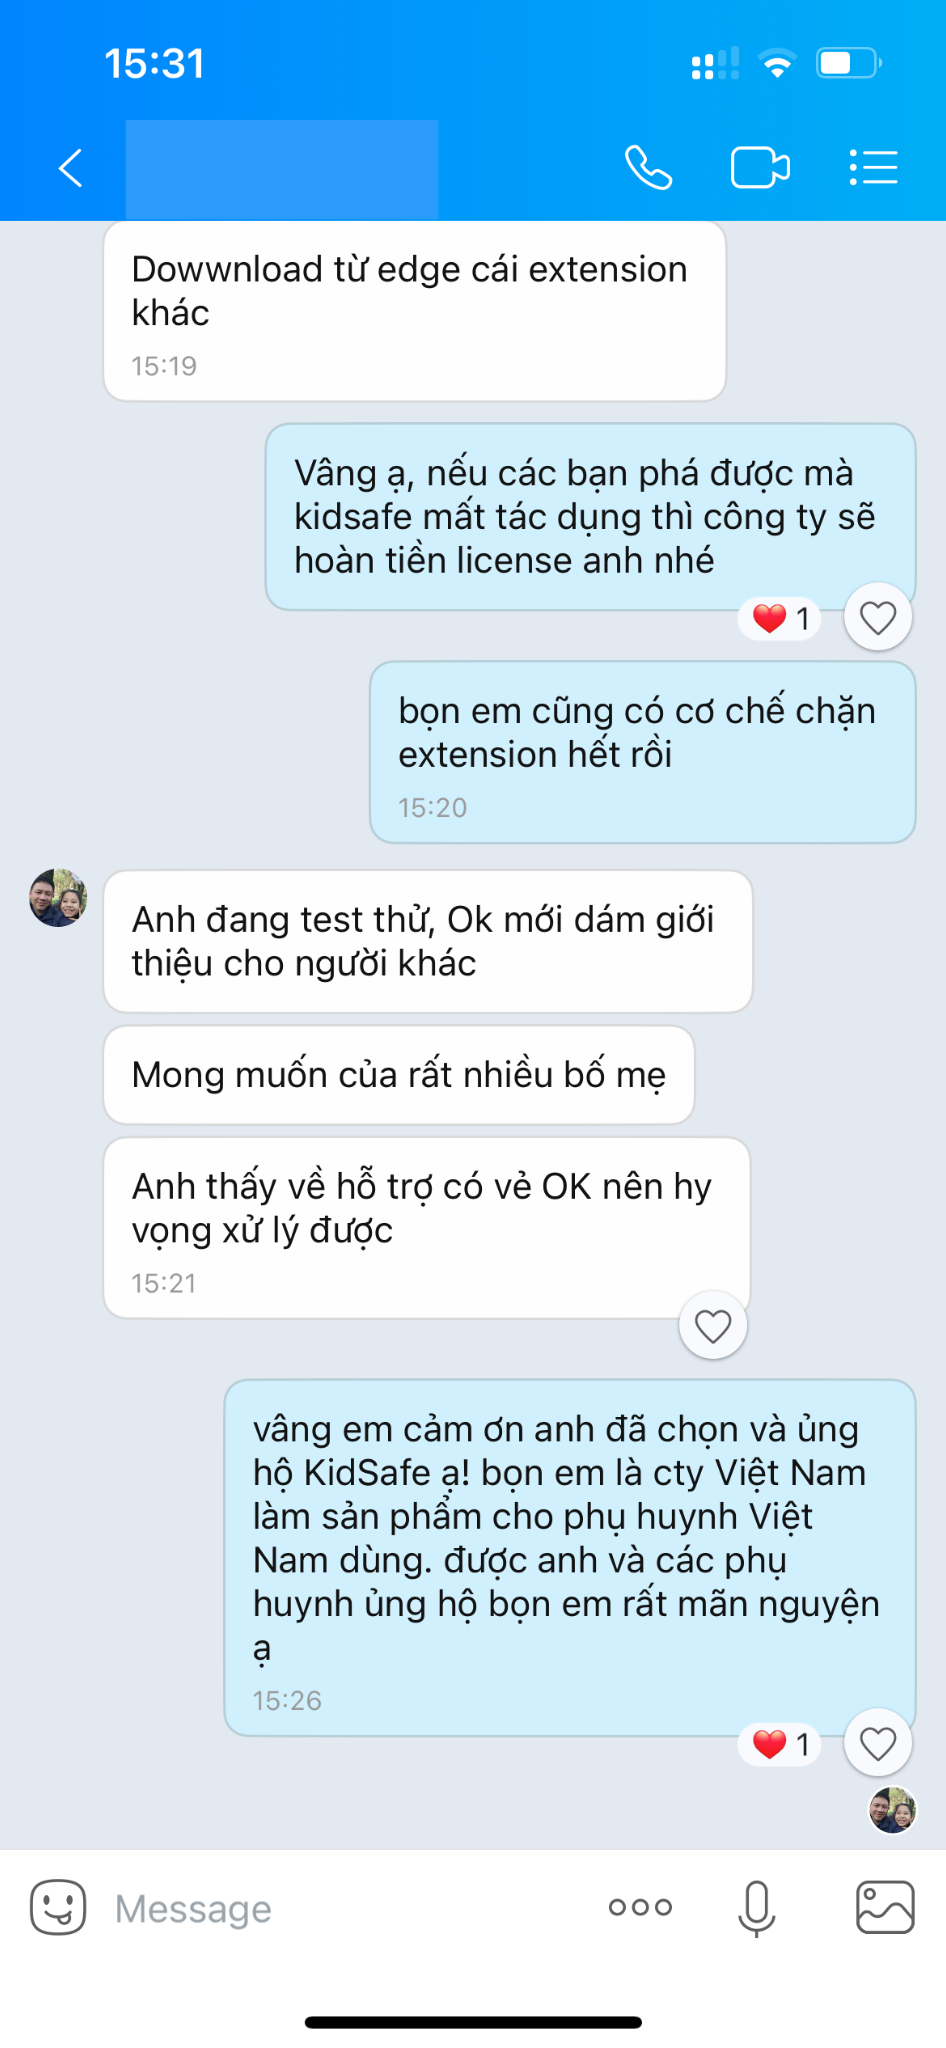 15:31
Dowwnload từ edge cái extension
khác
15:19
Vâng ạ, nếu các bạn phá được mà
kidsafe mất tác dụng thì công ty sẽ
hoàn tiền license anh nhé
1
bọn em cũng có cơ chế chặn
extension hết rồi
15:20
Anh đang test thử, Ok mới dám giới
thiệu cho người khác
Mong muốn của rất nhiều bố mẹ
Anh thấy về hỗ trợ có vẻ OK nên hy
vọng xử lý được
15:21
vâng em cảm ơn anh đã chọn và ủng
hộ KidSafe ạ! bọn em là cty Việt Nam
làm sản phẩm cho phụ huynh Việt
Nam dùng. được anh và các phụ
huynh ủng hộ bọn em rất mãn nguyện
ạ
15:26
1
Message